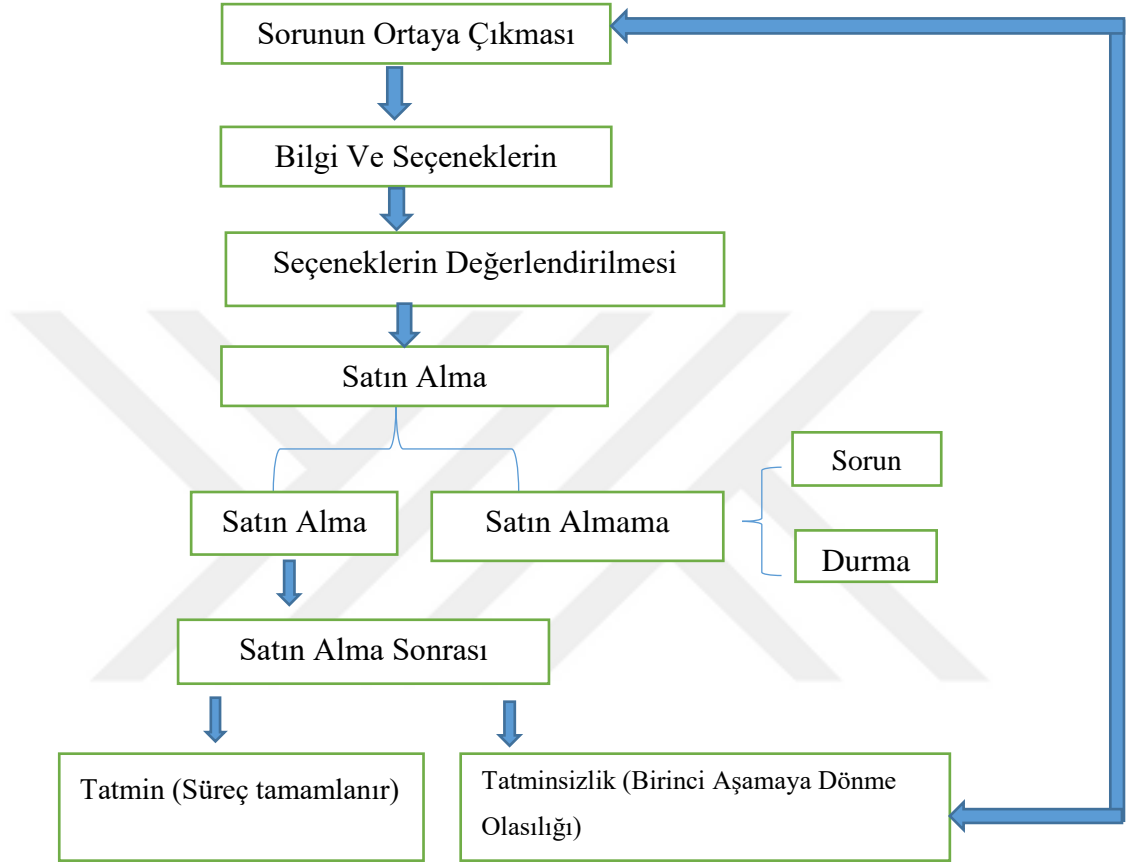 Sorunun Ortaya Çıkması
Bilgi Ve Seçeneklerin
Seçeneklerin Değerlendirilmesi
Satın Alma
Satın Alma
Satın Almama
Sorun
Durma
Satın Alma Sonrası
Tatmin (Süreç tamamlanır)
Tatminsizlik (Birinci Aşamaya Dönme
Olasılığı)